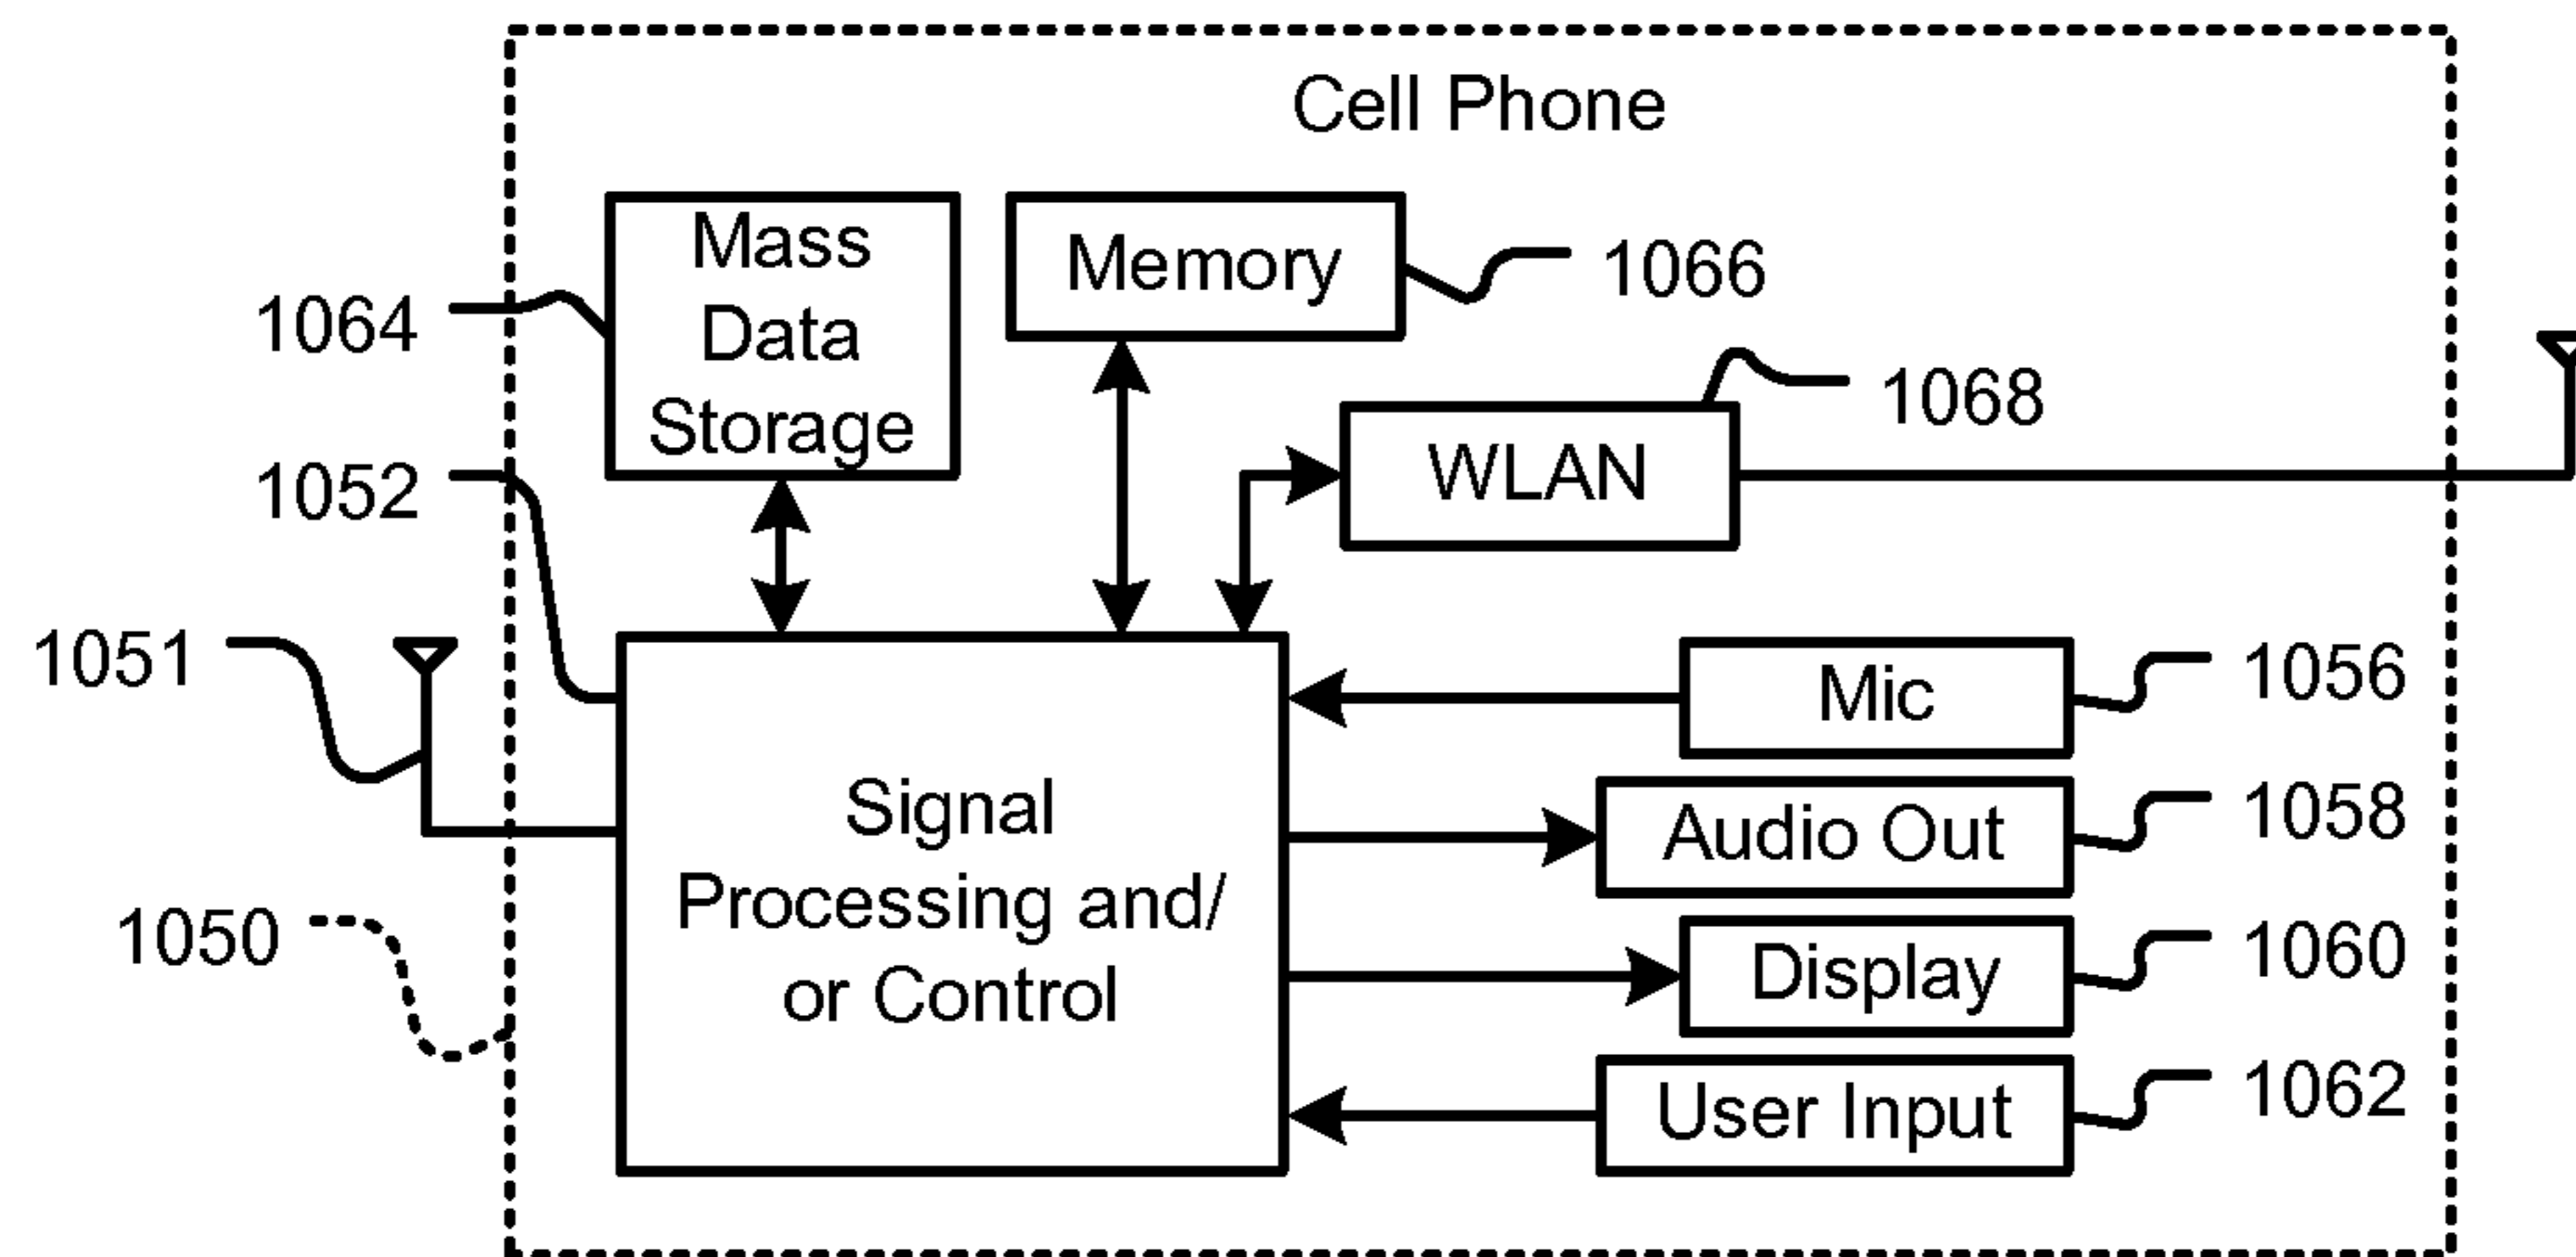 Cell Phone
Mass
Data
Storage
Memory
1066
1064
1068
WLAN
1052
1051
Mic
1056
Signal
Processing and/
or Control
Audio Out
1058
1050
Display
1060
User Input
1062